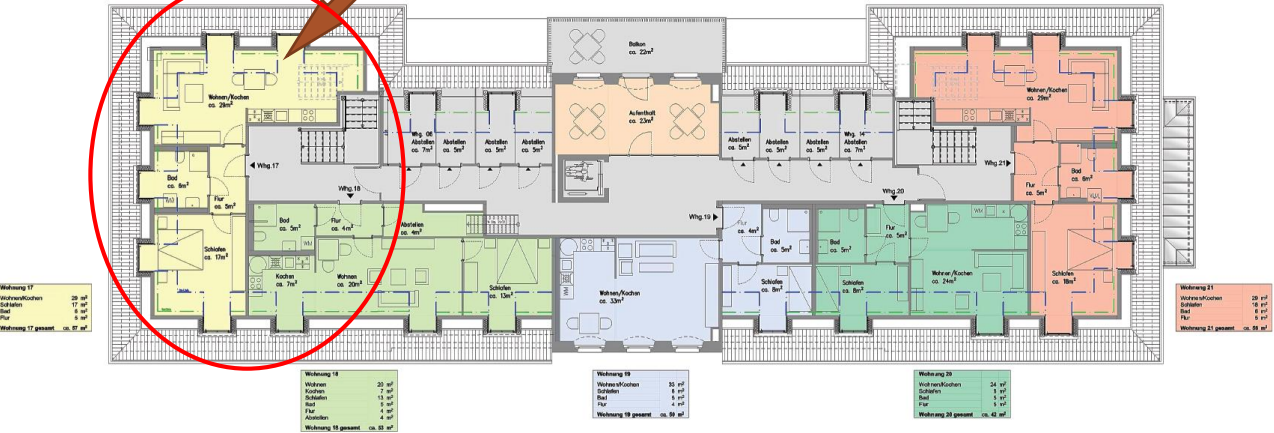 Balkon
ca. 22m²
Wohnen/Kochen
ca. 29m²
Aufenthalt
ca. 23m²
Wohnen/Kochen
ca. 29m²
Whg. 06
Abstellen
ca. 7m²
Abstellen
ca. 5m²
Abstellen
ca. 5m²
Abstellen
ca. 5m²
Abstellen
ca. 5m²
Abstellen
ca. 5m²
Abstellen
ca. 5m²
Whg. 14
Abstellen
ca. 7m²
Whg.17
Whg.21
Bad
ca. 6m²
WM
Flur
ca. 5m²
Whg.18
Whg.20
Flur
ca. 5m²
Bad
ca. 6m²
WM
Bad
ca. 5m²
WM
Flur
ca. 4m²
Abstellen
ca. 4m²
Whg.19
Flur
ca. 4m²
Bad
ca. 5m²
Bad
ca. 5m²
Flur
ca. 5m²
WM
Schlafen
ca. 17m²
Kochen
ca. 7m²
Wohnen
ca. 20m²
Schlafen
ca. 13m²
Wohnen/Kochen
ca. 33m²
WM
Schlafen
ca. 8m²
Schlafen
ca. 8m²
Wohnen/Kochen
ca. 24m²
Schlafen
ca. 18m²
Wohnung 17
Wohnen/Kochen 29 m²
Schlafen 17 m²
Bad 6 m²
Flur 5 m²
Wohnung 17 gesamt ca. 57 m²
Wohnung 21
Wohnen/Kochen 29 m²
Schlafen 18 m²
Bad 6 m²
Flur 5 m²
Wohnung 21 gesamt ca. 58 m²
Wohnung 18
Wohnen 20 m²
Kochen 7 m²
Schlafen 13 m²
Bad 5 m²
Flur 4 m²
Abstellen 4 m²
Wohnung 18 gesamt ca. 53 m²
Wohnung 19
Wohnen/Kochen 33 m²
Schlafen 8 m²
Bad 5 m²
Flur 4 m²
Wohnung 19 gesamt ca. 50 m²
Wohnung 20
Wohnen/Kochen 24 m²
Schlafen
Bad 5 m²
Flur 5 m²
Wohnung 20 gesamt ca. 42 m²